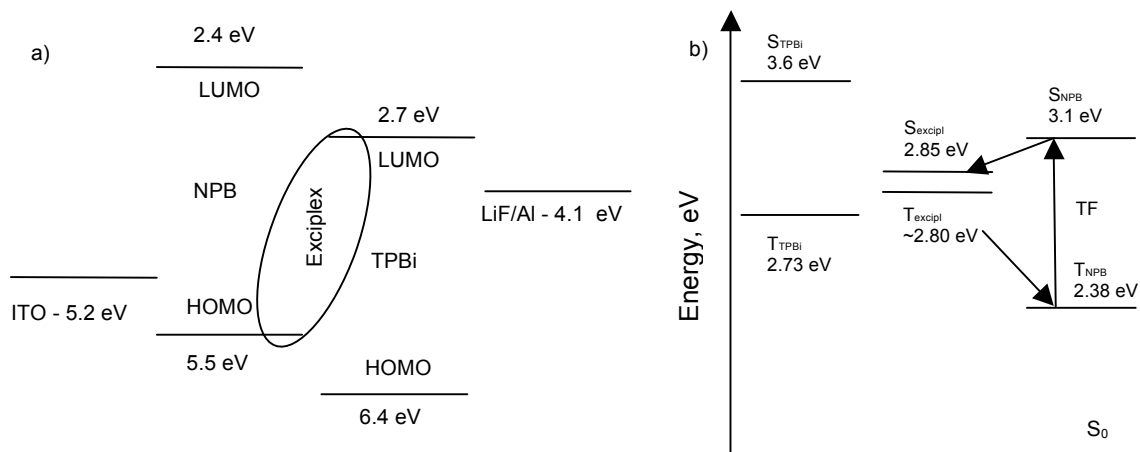 a)
2.4 eV
LUMO
2.7 eV
LUMO
NPB
Exciplex
TPBi
LiF/Al - 4.1 eV
ITO - 5.2 eV
HOMO
5.5 eV
HOMO
6.4 eV
b)
Energy, eV
STPBi
3.6 eV
SNPB
3.1 eV
Sexcipl
2.85 eV
TF
Texcipl
~2.80 eV
TTPBi
2.73 eV
TNPB
2.38 eV
S0